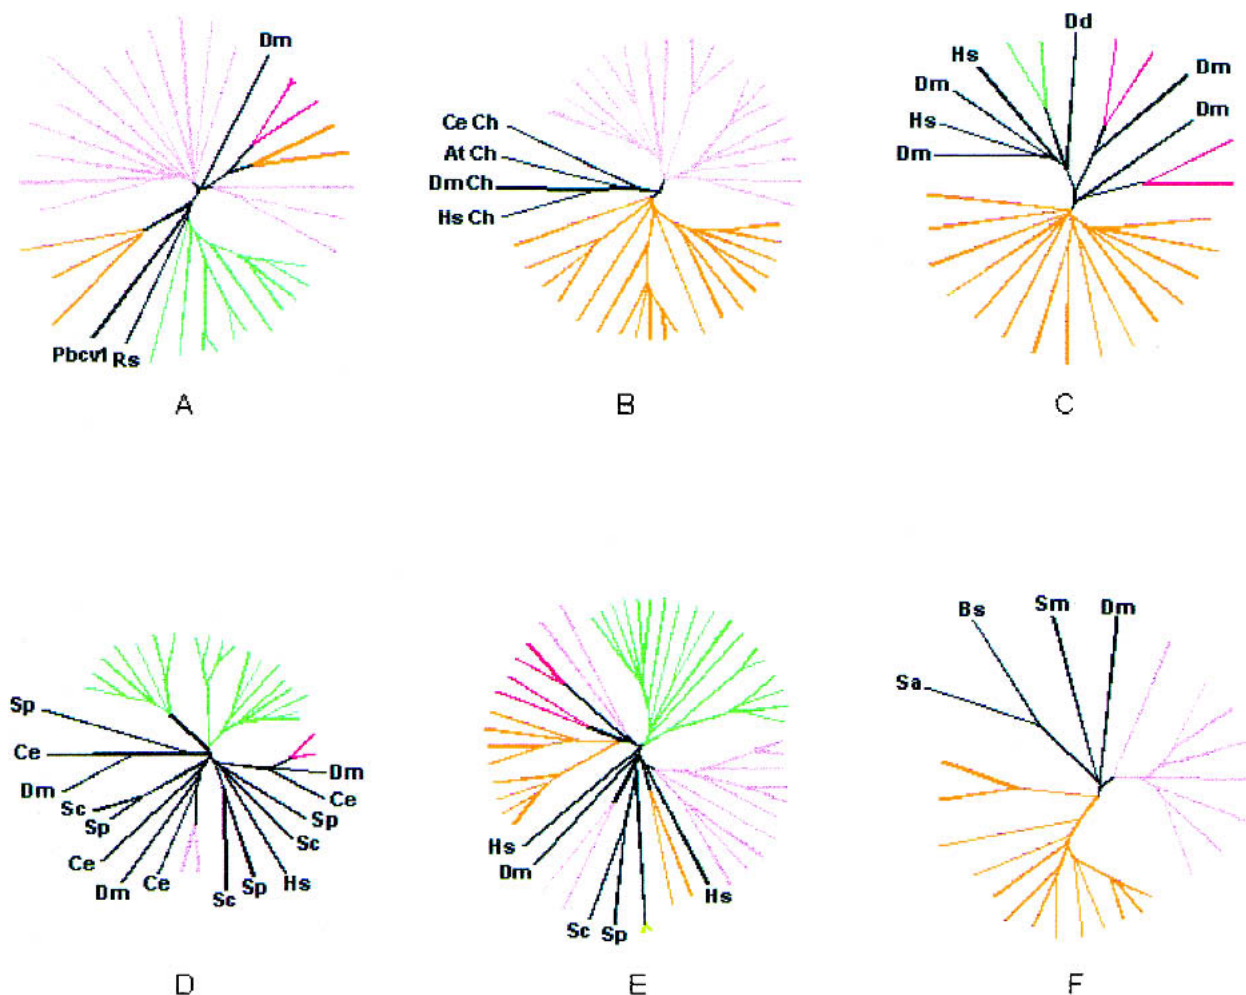 Dm
Pbcv1 Rs
A
Ce Ch
At Ch
Dm Ch
Hs Ch
B
Dd
Hs
Dm
Dm
Hs
Dm
Dm
C
Sp
Ce
Dm
Sc
Sp
Ce
Dm
Ce
Sc
Sp
Hs
Sc
Sp
Ce
Dm
D
Hs
Dm
Sc
Sp
Hs
E
Bs
Sm
Dm
Sa
F